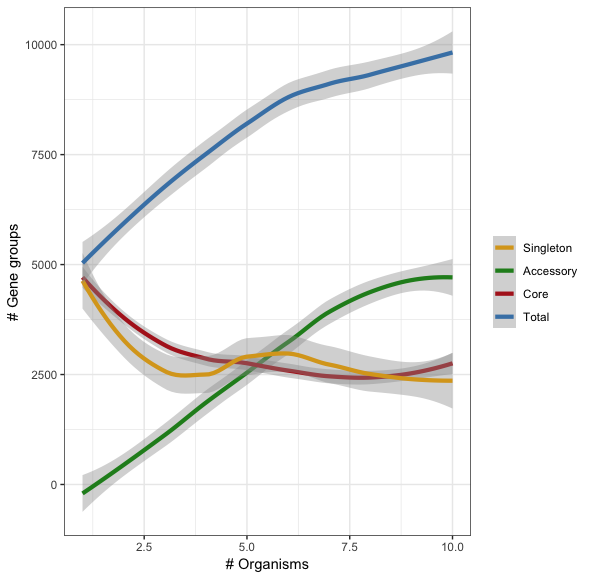 # Gene groups
10000
7500
5000
2500
0
2.5 5.0 7.5 10.0
# Organisms
Singleton
Accessory
Core
Total